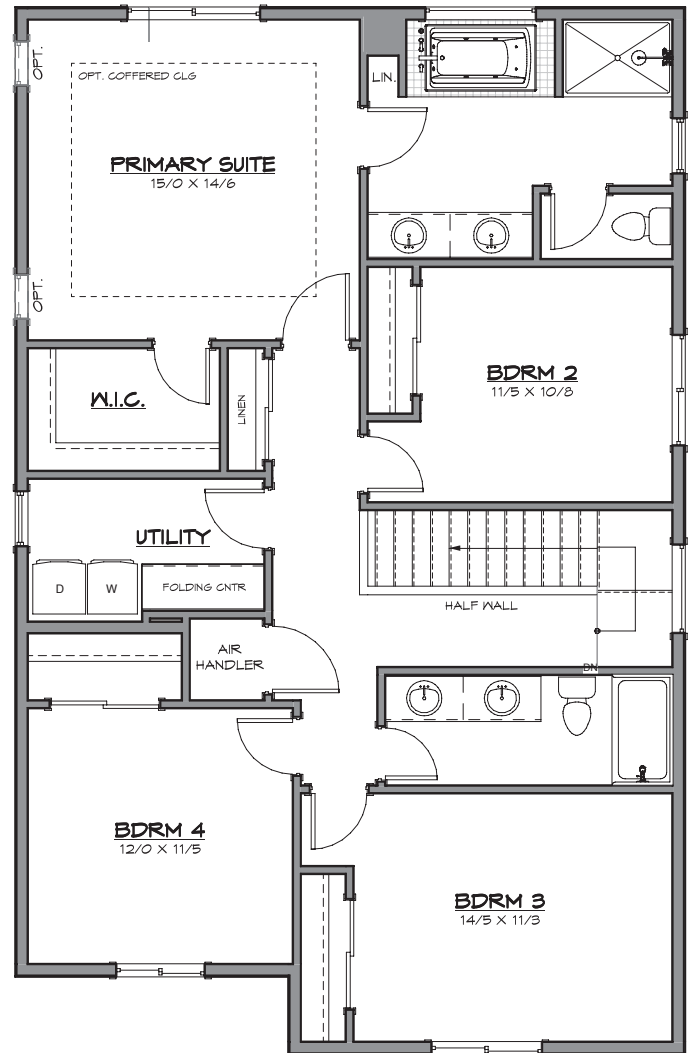 OPT.
OPT. COFFERED CLG
LIN.
PRIMARY SUITE
15/0 X 14/6
OPT.
BDRM 2
11/5 X 10/8
W.I.C.
LINEN
UTILITY
D
W
FOLDING CNTR
HALF WALL
AIR
HANDLER
DN
BDRM 4
12/0 X 11/5
BDRM 3
14/5 X 11/3